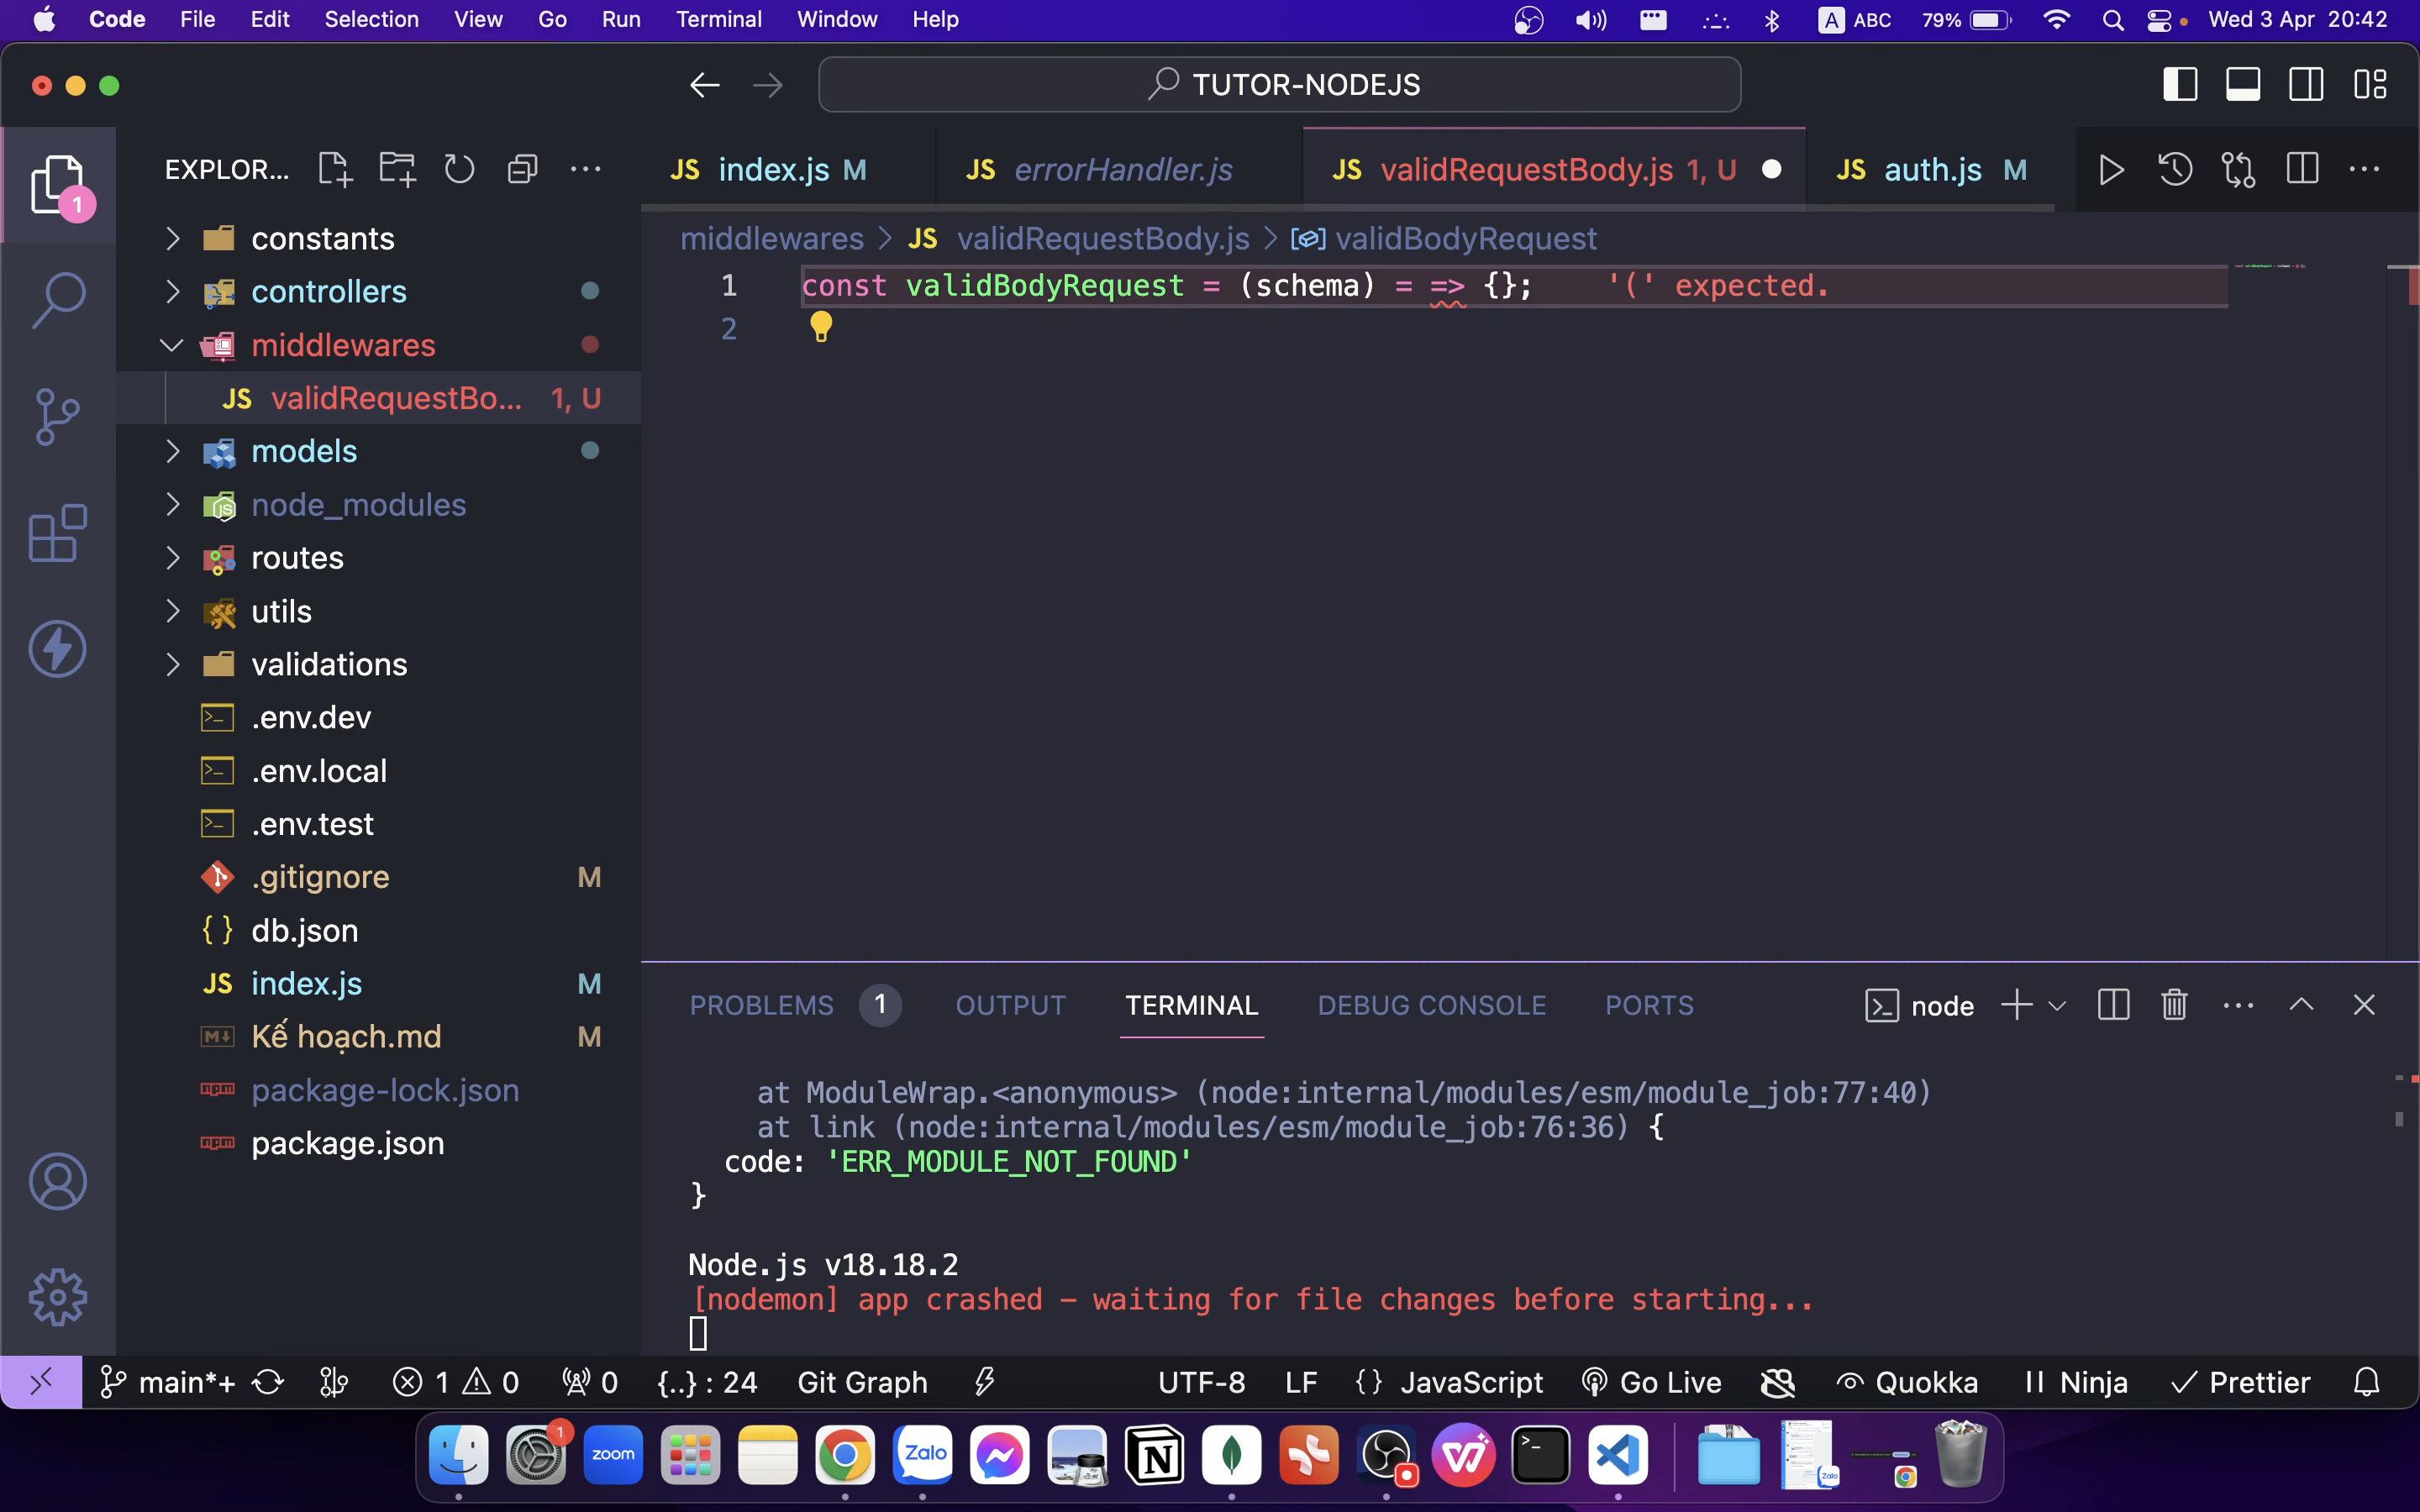 Code File Edit Selection View Go Run Terminal Window Help A ABC 79% Wed 3 Apr 20:42
TUTOR-NODEJS
EXPLOR...
1
constants
controllers
middlewares
JS validRequestBo... 1, U
models
node_modules
routes
utils
validations
.env.dev
.env.local
.env.test
.gitignore M
{ } db.json
JS index.js M
Kế hoạch.md M
package-lock.json
package.json
JS index.js M JS errorHandler.js JS validRequestBody.js 1, U JS auth.js M
middlewares > JS validRequestBody.js > validBodyRequest
1 const validBodyRequest = (schema) = => {}; '(' expected.
2
PROBLEMS 1 OUTPUT TERMINAL DEBUG CONSOLE PORTS node
at ModuleWrap.<anonymous> (node:internal/modules/esm/module_job:77:40)
at link (node:internal/modules/esm/module_job:76:36) {
code: 'ERR_MODULE_NOT_FOUND'
}
Node.js v18.18.2
[nodemon] app crashed - waiting for file changes before starting...
main*+ 1 0 0 {..} : 24 Git Graph UTF-8 LF {} JavaScript Go Live Quokka Ninja Prettier
1
zoom
Zalo